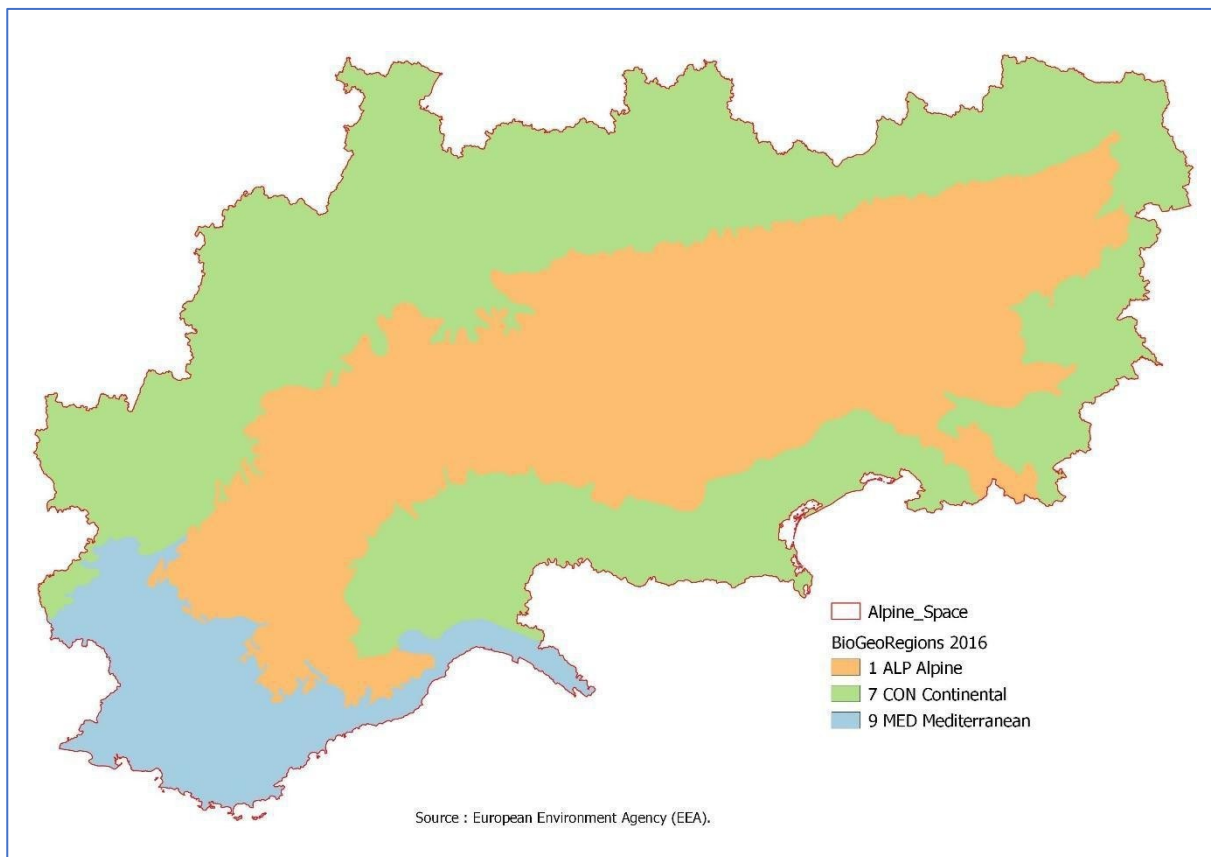 Alpine_Space
BioGeoRegions 2016
1 ALP Alpine
7 CON Continental
9 MED Mediterranean
Source : European Environment Agency (EEA).